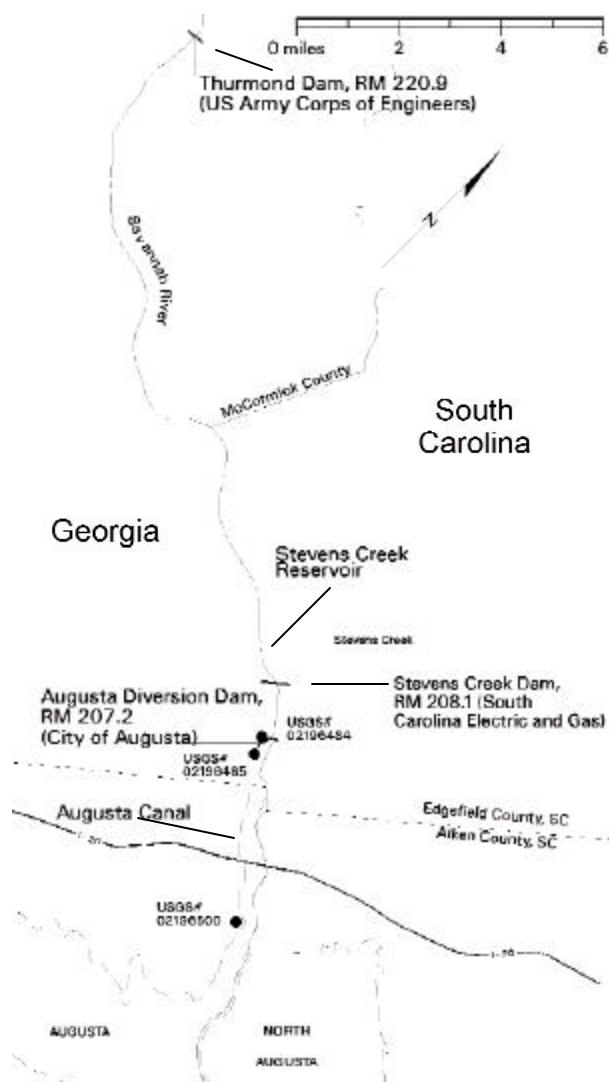 0 miles 2 4 6
Thurmond Dam, RM 220.9
(US Army Corps of Engineers)
N
Savannah River
McCormick County
South
Carolina
Georgia
Stevens Creek
Reservoir
Stevens Creek
Stevens Creek Dam,
RM 208.1 (South
Carolina Electric and Gas)
Augusta Diversion Dam,
RM 207.2
(City of Augusta)
USGS#
02196484
USGS#
02196485
Augusta Canal
Edgefield County, SC
Aiken County, SC
I-20
USGS#
02196500
I-20
AUGUSTA
NORTH
AUGUSTA